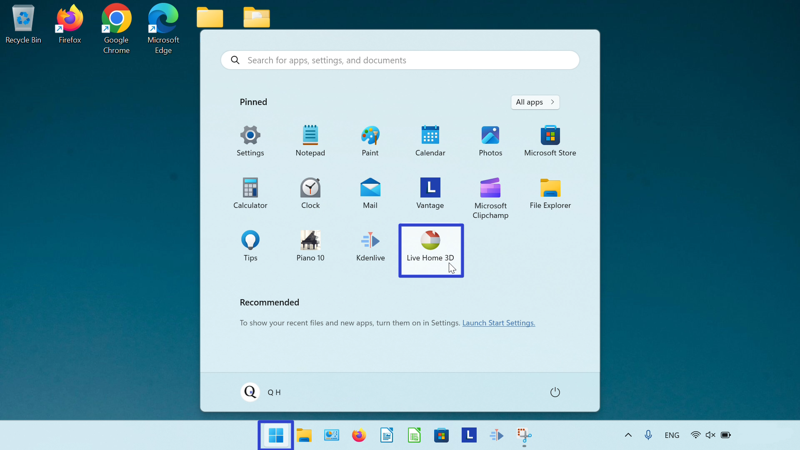 Recycle Bin
Firefox
Google
Chrome
Microsoft
Edge
Search for apps, settings, and documents
Pinned
All apps
Settings
Notepad
Paint
Calendar
Photos
Microsoft Store
Calculator
Clock
Mail
L
Vantage
Microsoft
Clipchamp
File Explorer
Tips
Piano 10
Kdenlive
Live Home 3D
Recommended
To show your recent files and new apps, turn them on in Settings. Launch Start Settings.
Q
Q H
L
ENG